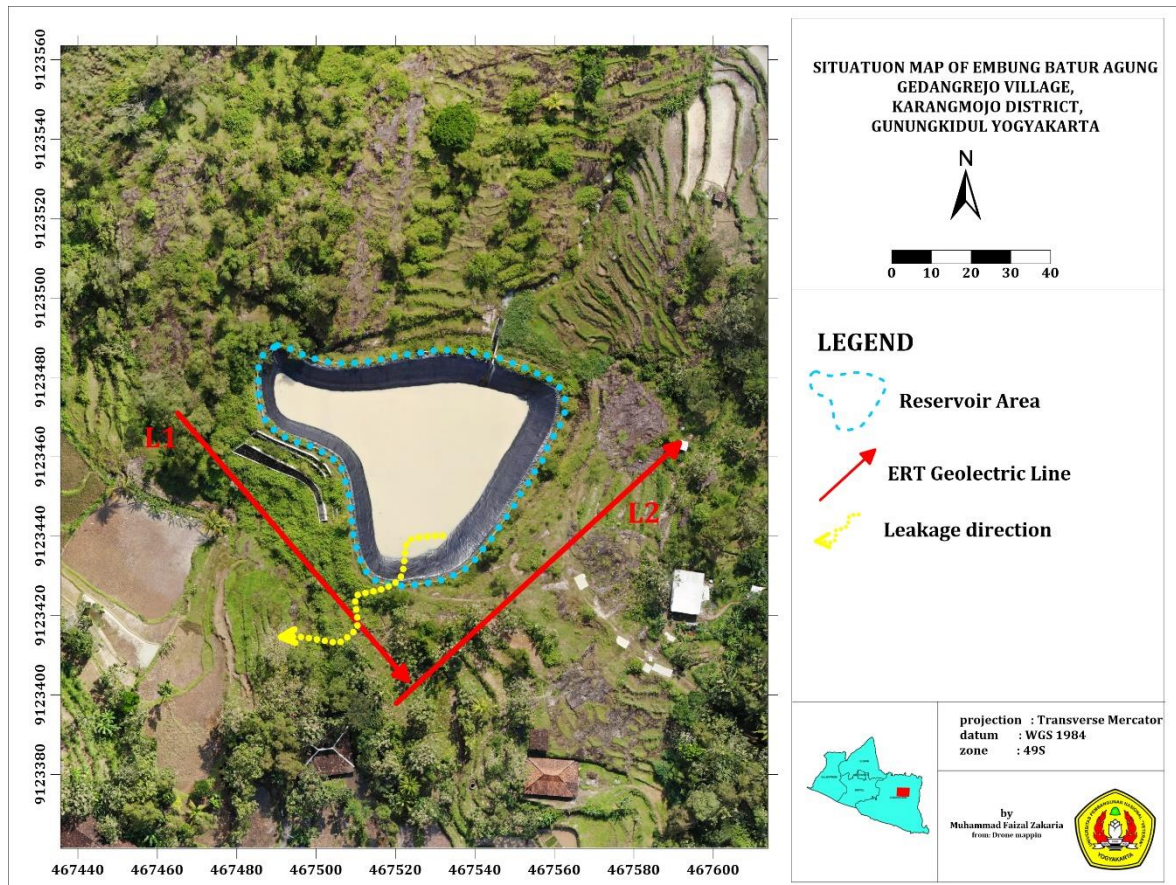 9123560
9123540
9123520
9123500
9123480
9123460
9123440
9123420
9123400
9123380
467440
467460
467480
467500
467520
467540
467560
467580
467600
L1
L2
SITUATUON MAP OF EMBUNG BATUR AGUNG
GEDANGREJO VILLAGE,
KARANGMOJO DISTRICT,
GUNUNGKIDUL YOGYAKARTA
N
0 10 20 30 40
LEGEND
Reservoir Area
ERT Geolectric Line
Leakage direction
projection : Transverse Mercator
datum : WGS 1984
zone : 49S
by
Muhammad Faizal Zakaria
from: Drone mappin
YOGYAKARTA